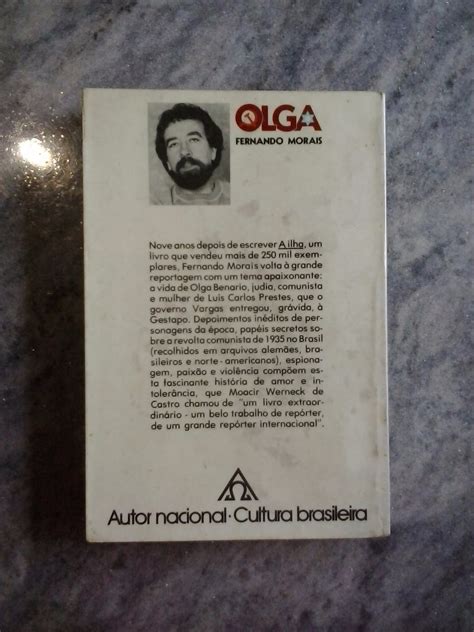 OLGA
FERNANDO MORAIS
Nove anos depois de escrever A ilha, um
livro que vendeu mais de 250 mil exem-
plares, Fernando Morais volta à grande
reportagem com um tema apaixonante:
a vida de Olga Benario, judia, comunista
e mulher de Luís Carlos Prestes, que o
governo Vargas entregou, grávida, à
Gestapo. Depoimentos inéditos de per-
sonagens da época, papéis secretos so-
bre a revolta comunista de 1935 no Brasil
(recolhidos em arquivos alemães, bra-
sileiros e norte-americanos), espiona-
gem, paixão e violência compõem es-
ta fascinante história de amor e in-
tolerância, que Moacir Werneck de
Castro chamou de "um livro extraor-
dinário - um belo trabalho de repórter,
de um grande repórter internacional".
Autor nacional·Cultura brasileira